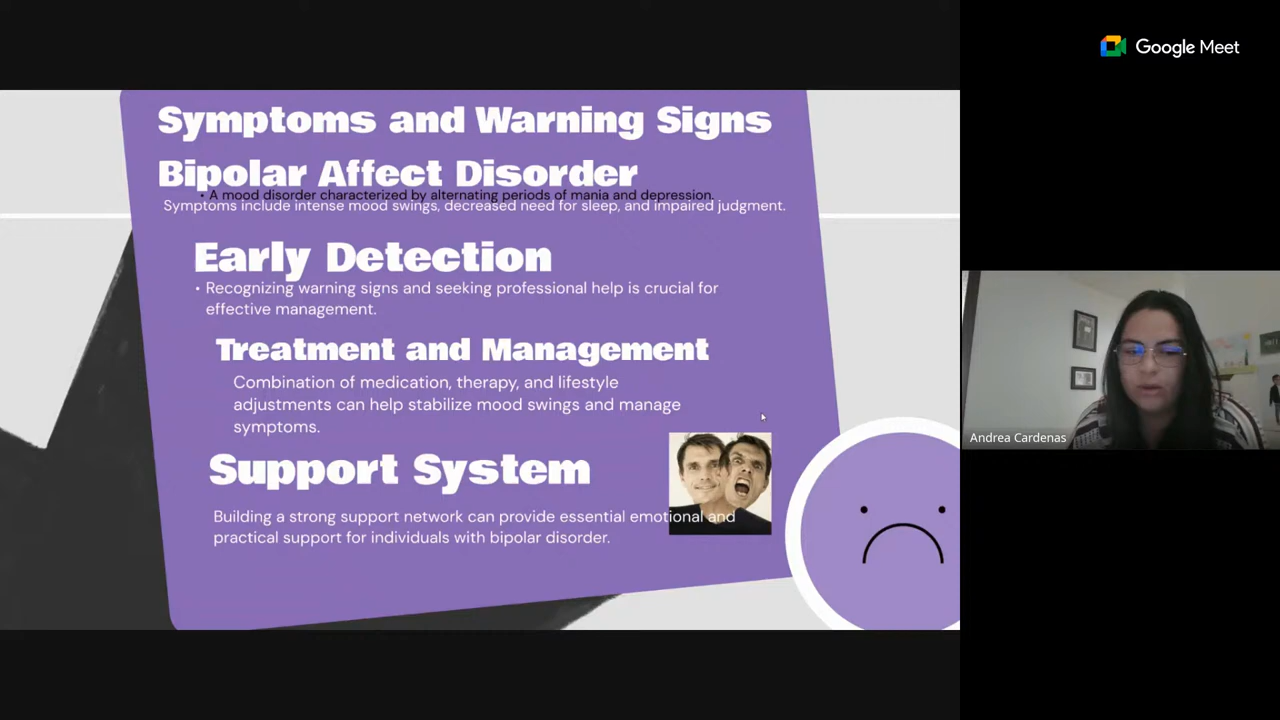 Google Meet
Symptoms and Warning Signs
Bipolar Affect Disorder
• A mood disorder characterized by alternating periods of mania and depression.
Symptoms include intense mood swings, decreased need for sleep, and impaired judgment.
Early Detection
• Recognizing warning signs and seeking professional help is crucial for
effective management.
Treatment and Management
Combination of medication, therapy, and lifestyle
adjustments can help stabilize mood swings and manage
symptoms.
Support System
Building a strong support network can provide essential emotional and
practical support for individuals with bipolar disorder.
Andrea Cardenas